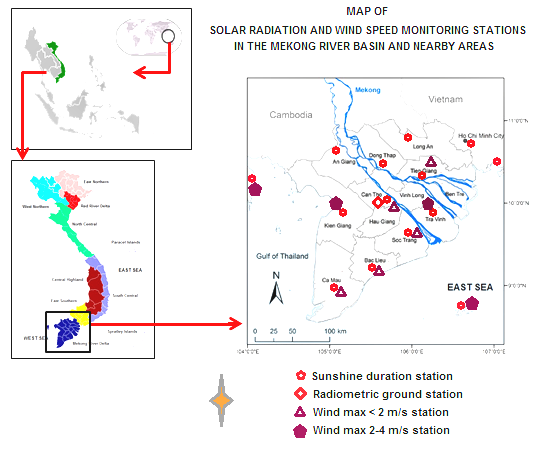 MAP OF
SOLAR RADIATION AND WIND SPEED MONITORING STATIONS
IN THE MEKONG RIVER BASIN AND NEARBY AREAS
East Northern
West Northern
Red River Delta
North Central
Paracel Islands
EAST SEA
Central Highland
South Central
East Southern
Spratley Islands
WEST SEA
Mekong River Delta
Mekong
Vietnam
Cambodia
11°0'0"N
Ho Chi Minh City
Long An
An Giang
Dong Thap
Tien Giang
Can Tho
Vinh Long
Ben Tre
10°0'0"N
Kien Giang
Hau Giang
Tra Vinh
Soc Trang
Gulf of Thailand
Bac Lieu
Ca Mau
EAST SEA
9°0'0"N
N
0 25 50 100 km
104°0'0"E 105°0'0"E 106°0'0"E 107°0'0"E
Sunshine duration station
Radiometric ground station
Wind max < 2 m/s station
Wind max 2-4 m/s station